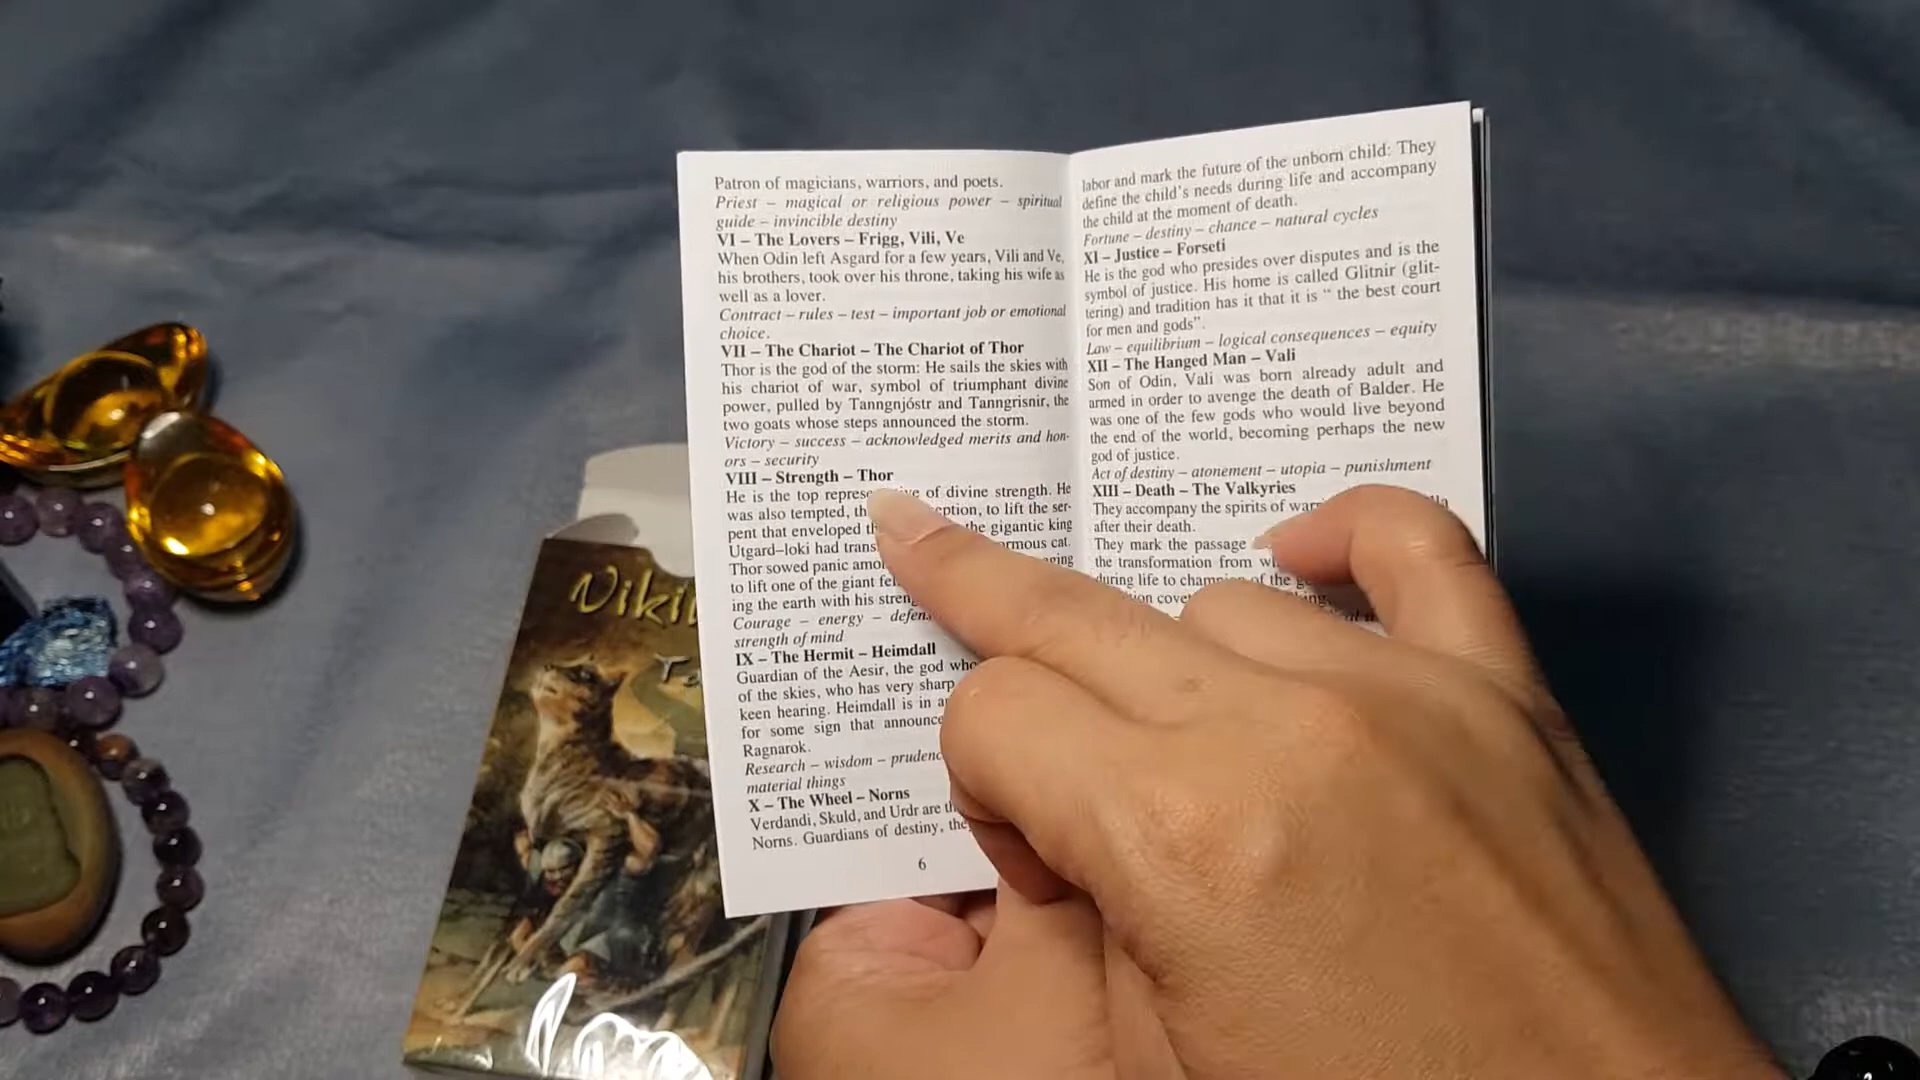 Patron of magicians, warriors, and poets.
Priest – magical or religious power – spiritual
guide – invincible destiny
VI – The Lovers – Frigg, Vili, Ve
When Odin left Asgard for a few years, Vili and Ve,
his brothers, took over his throne, taking his wife as
well as a lover.
Contract – rules – test – important job or emotional
choice.
VII – The Chariot – The Chariot of Thor
Thor is the god of the storm: He sails the skies with
his chariot of war, symbol of triumphant divine
power, pulled by Tanngnjóstr and Tanngrisnir, the
two goats whose steps announced the storm.
Victory – success – acknowledged merits and hon-
ors – security
VIII – Strength – Thor
He is the top of divine strength. He
was also tempted, to lift the ser-
pent that enveloped the gigantic king
Utgard–loki had cat.
Thor sowed panic
to lift one of the giant
ing the earth with his
Courage – energy –
strength of mind
IX – The Hermit – Heimdall
Guardian of the Aesir, the god who
of the skies, who has very sharp
keen hearing. Heimdall is in
for some sign that
Ragnarok.
Research – wisdom –
material things
X – The Wheel – Norns
Verdandi, Skuld, and Urdr are
Norns. Guardians of destiny,
6
labor and mark the future of the unborn child: They
define the child's needs during life and accompany
the child at the moment of death.
Fortune – destiny – chance – natural cycles
XI – Justice – Forseti
He is the god who presides over disputes and is the
symbol of justice. His home is called Glitnir (glit-
tering) and tradition has it that it is “ the best court
for men and gods”.
Law – equilibrium – logical consequences – equity
XII – The Hanged Man – Vali
Son of Odin, Vali was born already adult and
armed in order to avenge the death of Balder. He
was one of the few gods who would live beyond
the end of the world, becoming perhaps the new
god of justice.
Act of destiny – atonement – utopia – punishment
XIII – Death – The Valkyries
They accompany the spirits of
after their death.
They mark the passage
the transformation from
during life to champion of the